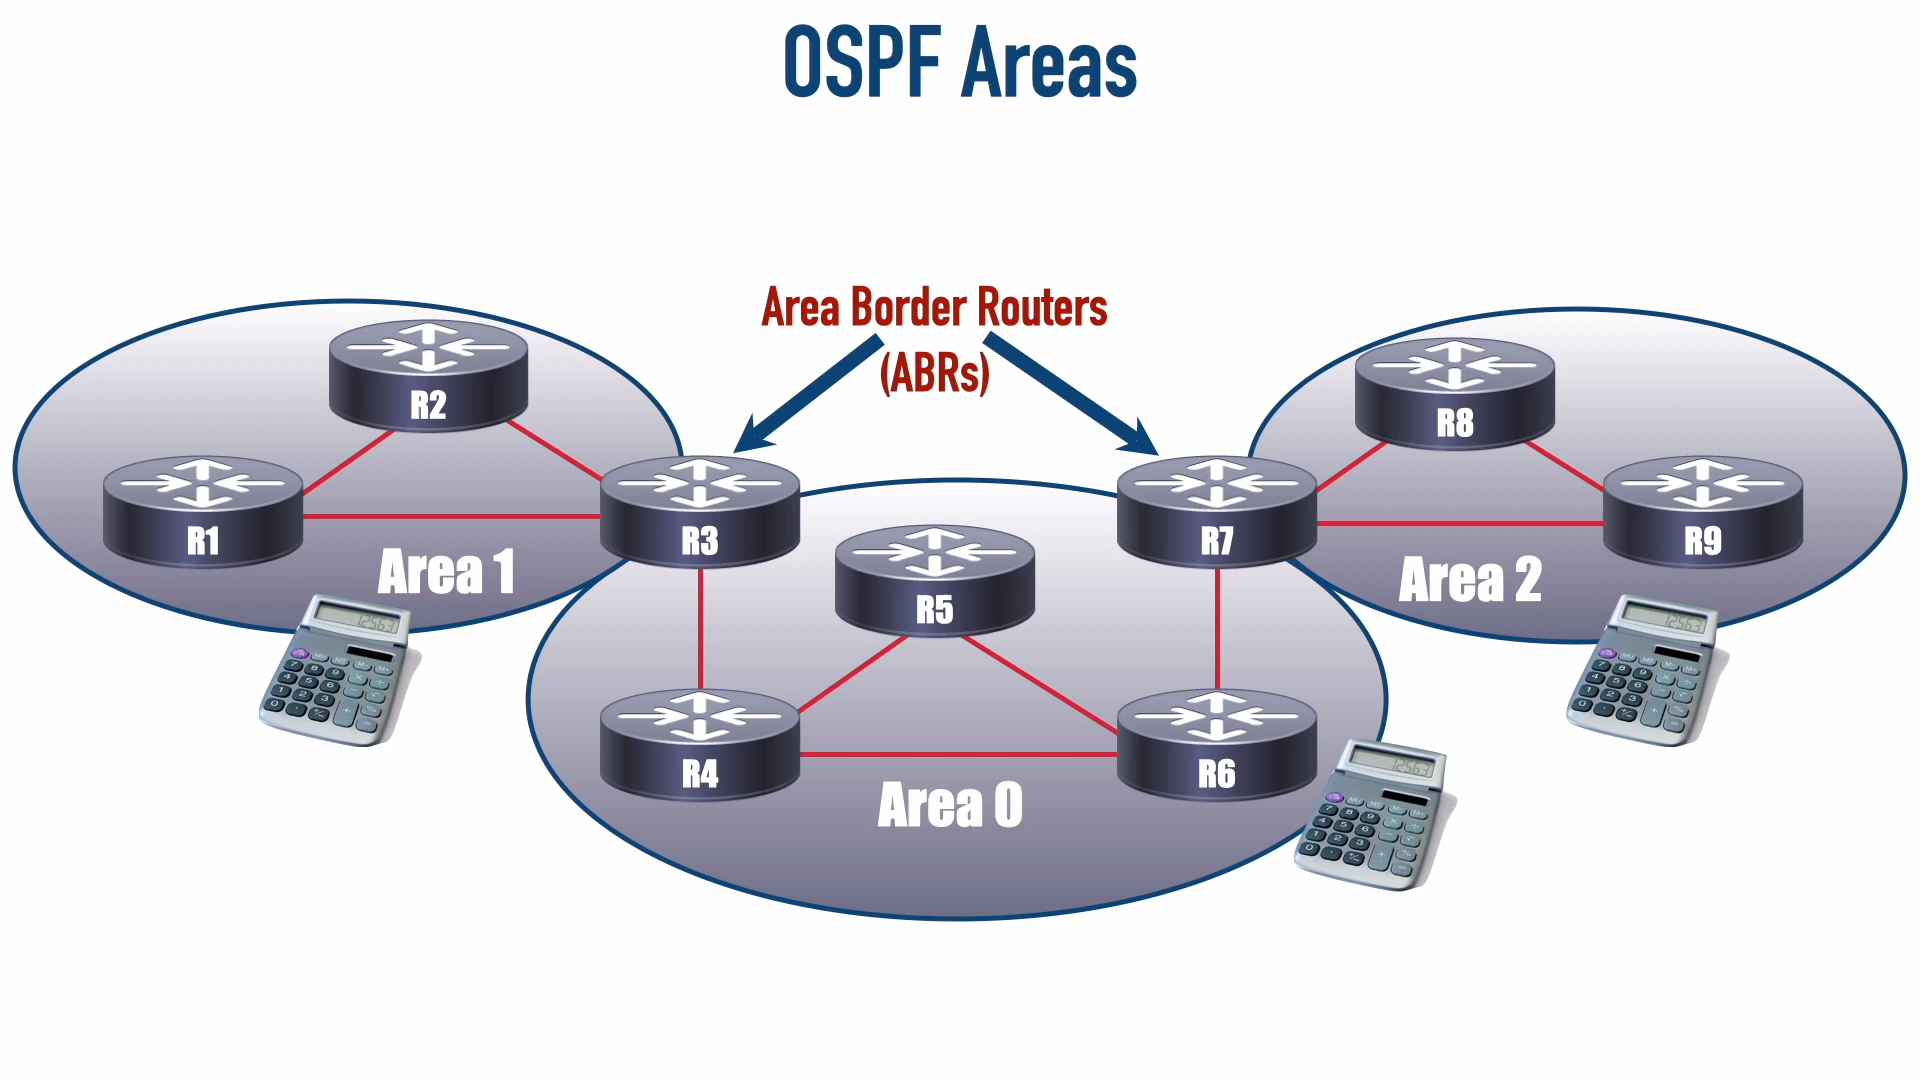 OSPF Areas
Area Border Routers
(ABRs)
R2
R8
R1
R3
R7
R9
Area 1
Area 2
R5
R4
R6
Area 0